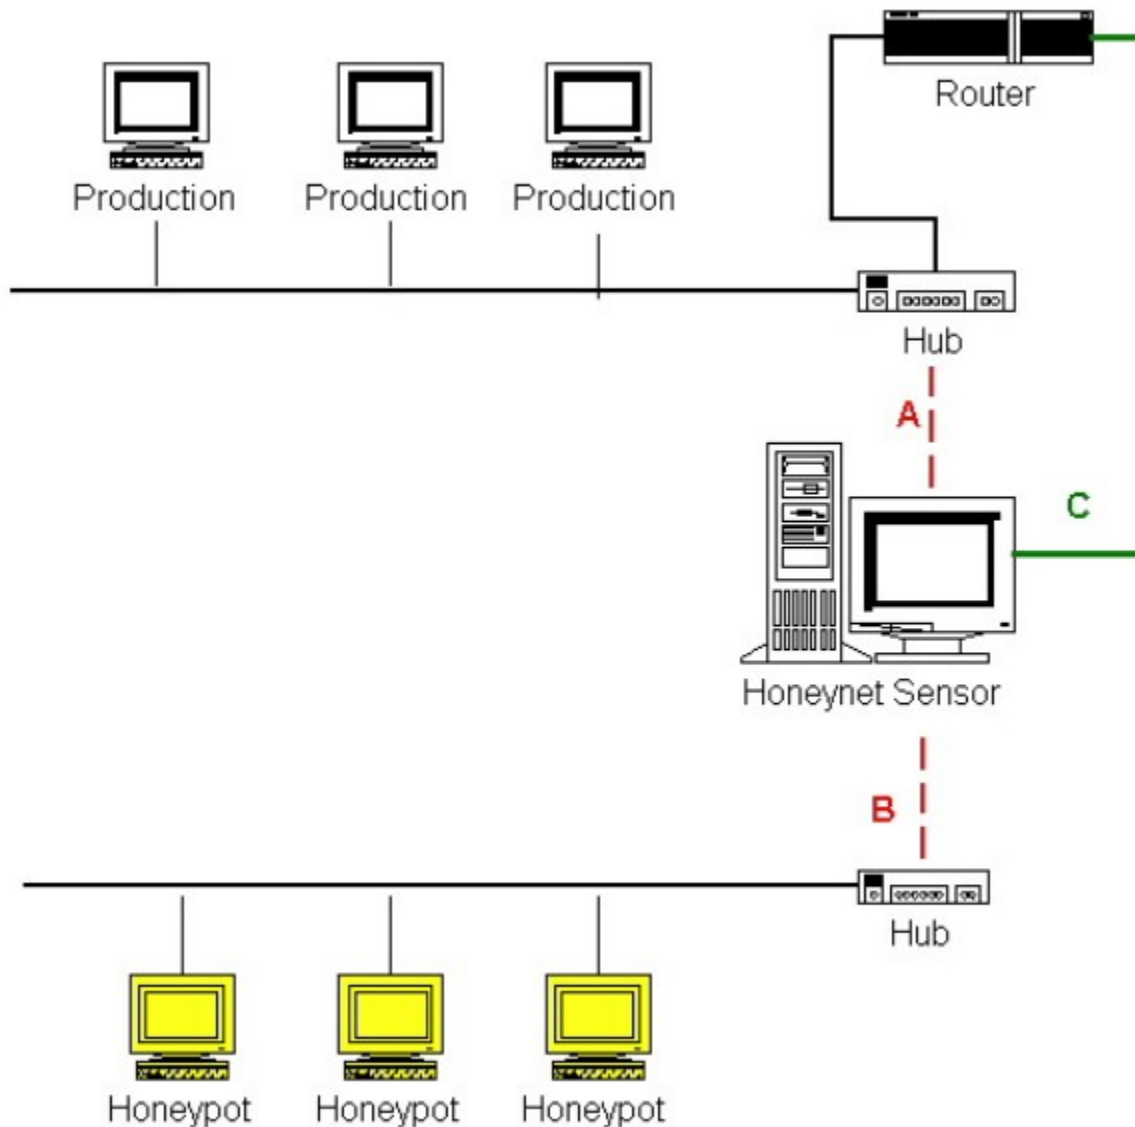 Router
Production
Production
Production
Hub
A
C
Honeynet Sensor
B
Hub
Honeypot
Honeypot
Honeypot